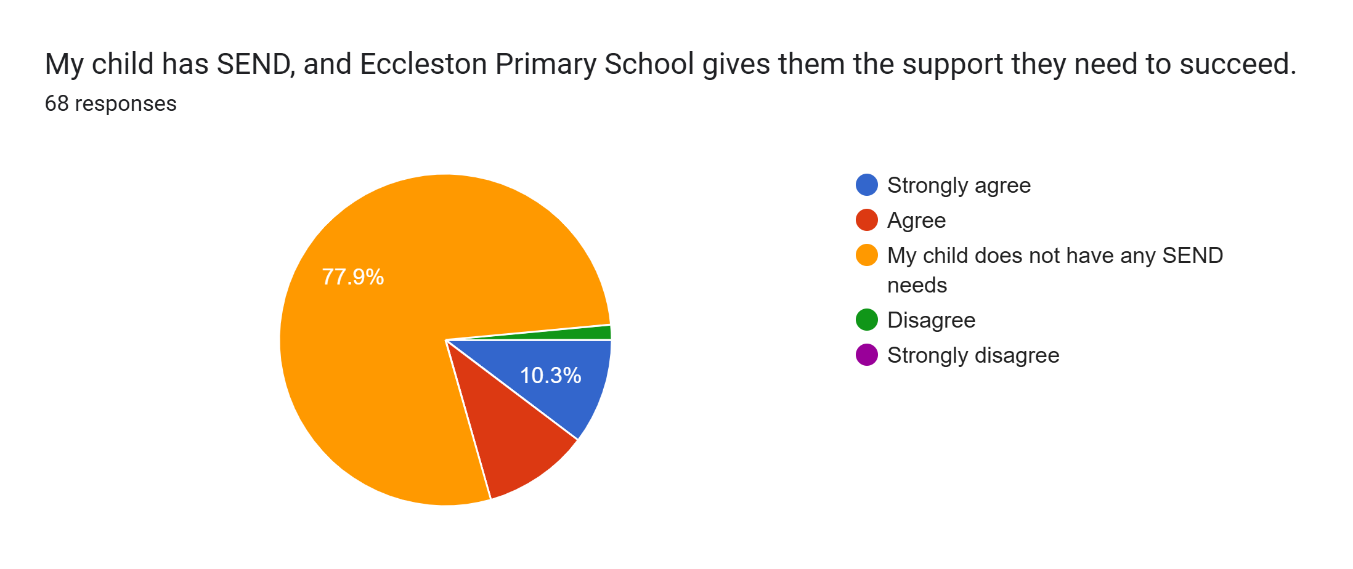 My child has SEND, and Eccleston Primary School gives them the support they need to succeed.
68 responses
77.9%
10.3%
Strongly agree
Agree
My child does not have any SEND
needs
Disagree
Strongly disagree